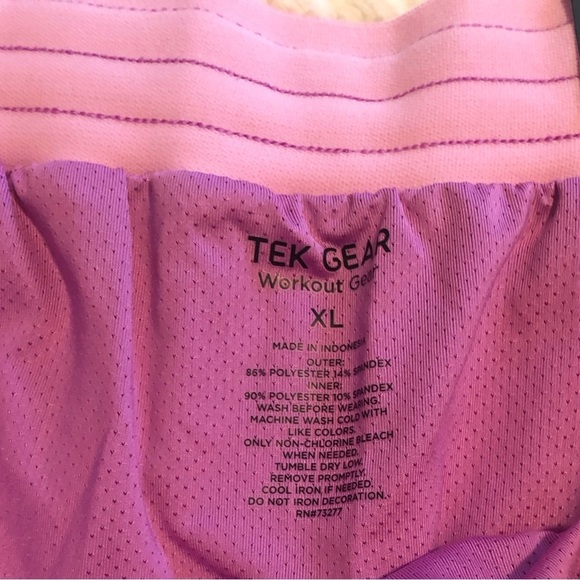 TEK GEAR
Workout Gear
XL
MADE IN INDONESIA
OUTER:
86% POLYESTER 14% SPANDEX
INNER:
90% POLYESTER 10% SPANDEX
WASH BEFORE WEARING.
MACHINE WASH COLD WITH
LIKE COLORS.
ONLY NON-CHLORINE BLEACH
WHEN NEEDED.
TUMBLE DRY LOW.
REMOVE PROMPTLY.
COOL IRON IF NEEDED.
DO NOT IRON DECORATION.
RN#73277